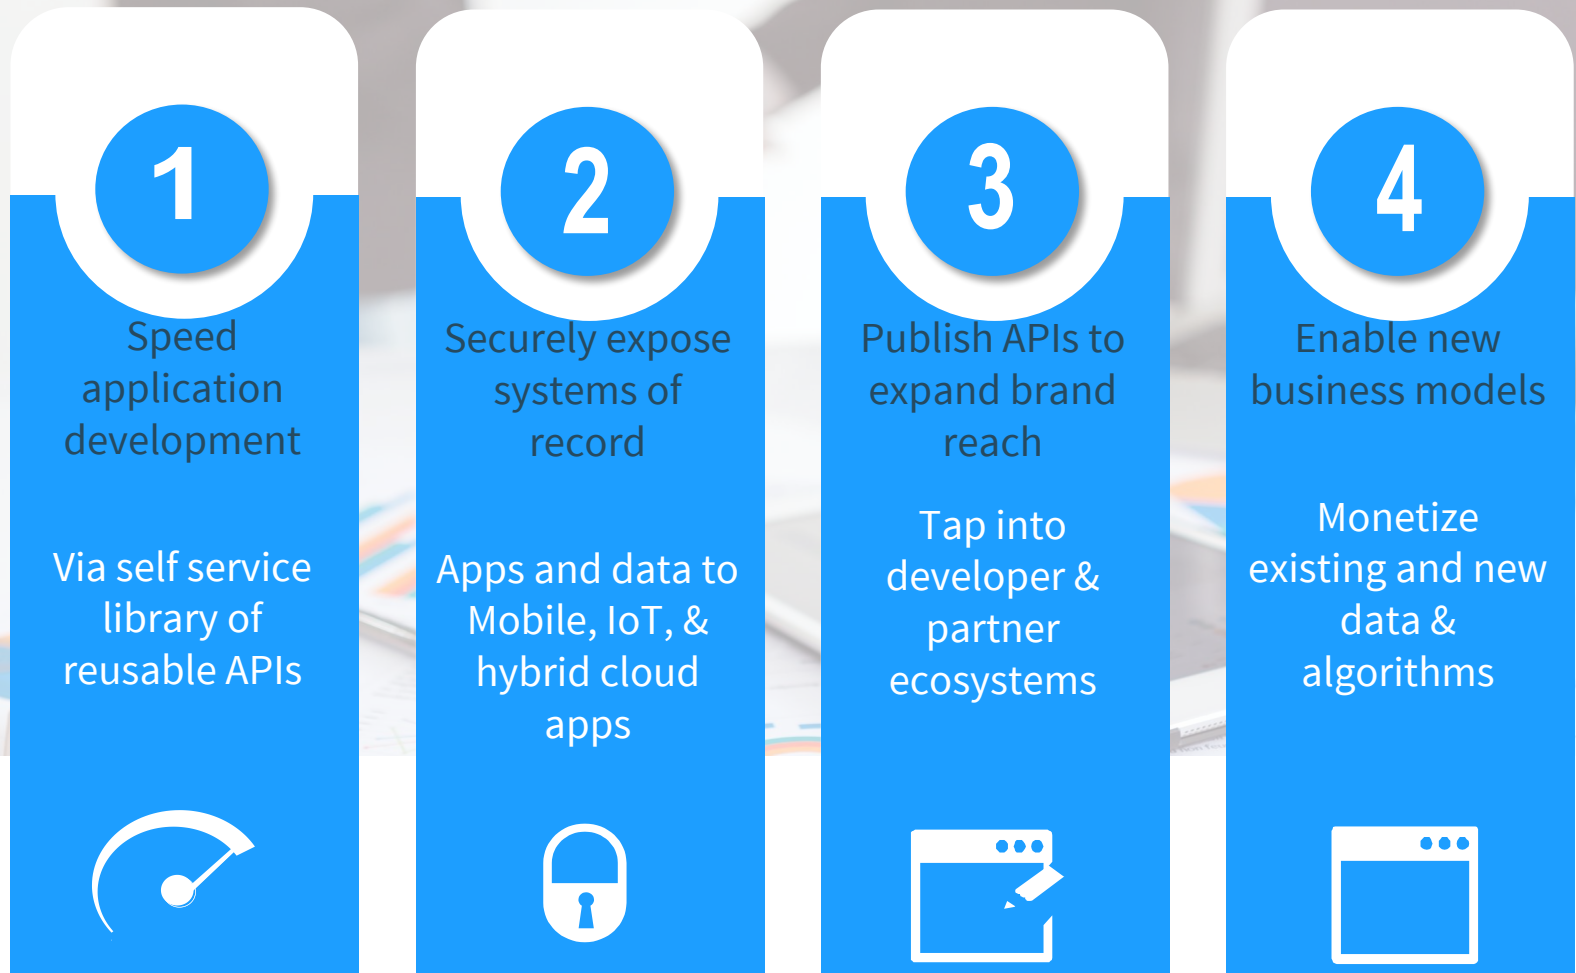 1
Speed
application
development
Via self service
library of
reusable APIs
2
Securely expose
systems of
record
Apps and data to
Mobile, IoT, &
hybrid cloud
apps
3
Publish APIs to
expand brand
reach
Tap into
developer &
partner
ecosystems
4
Enable new
business models
Monetize
existing and new
data &
algorithms